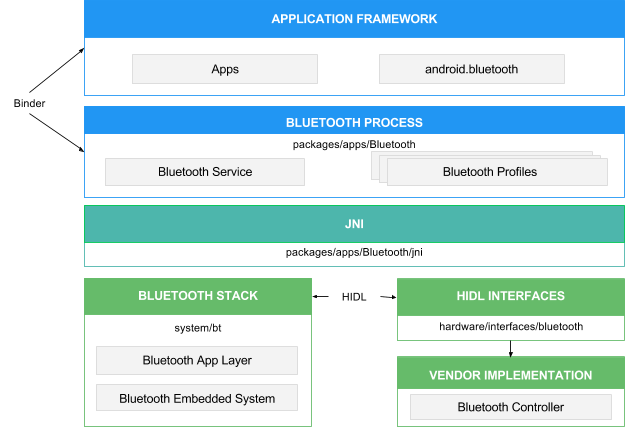 APPLICATION FRAMEWORK
Apps
android.bluetooth
Binder
BLUETOOTH PROCESS
packages/apps/Bluetooth
Bluetooth Service
Bluetooth Profiles
JNI
packages/apps/Bluetooth/jni
BLUETOOTH STACK
HIDL
HIDL INTERFACES
system/bt
hardware/interfaces/bluetooth
Bluetooth App Layer
Bluetooth Embedded System
VENDOR IMPLEMENTATION
Bluetooth Controller